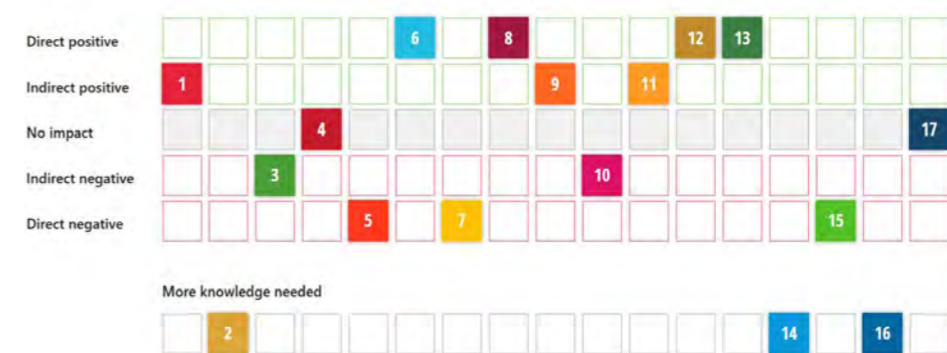 Direct positive 6 8 12 13
Indirect positive 1 9 11
No impact 4 17
Indirect negative 3 10
Direct negative 5 7 15
More knowledge needed
2 14 16